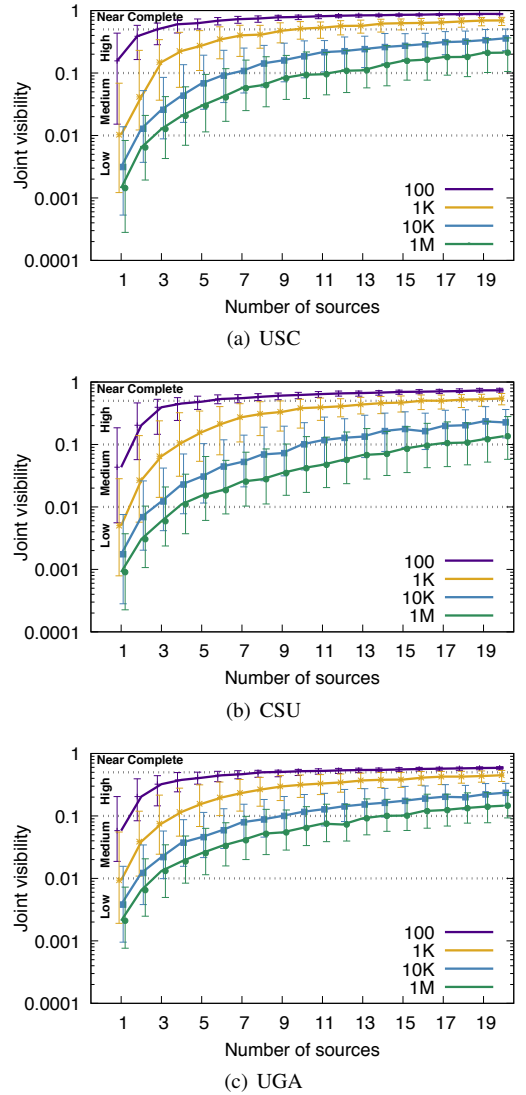 1
Near Complete
High
0.1
Medium
0.01
Low
0.001
0.0001
Joint visibility
100
1K
10K
1M
1 3 5 7 9 11 13 15 17 19
Number of sources
(a) USC
1
Near Complete
High
0.1
Medium
0.01
Low
0.001
0.0001
Joint visibility
100
1K
10K
1M
1 3 5 7 9 11 13 15 17 19
Number of sources
(b) CSU
1
Near Complete
High
0.1
Medium
0.01
Low
0.001
0.0001
Joint visibility
100
1K
10K
1M
1 3 5 7 9 11 13 15 17 19
Number of sources
(c) UGA